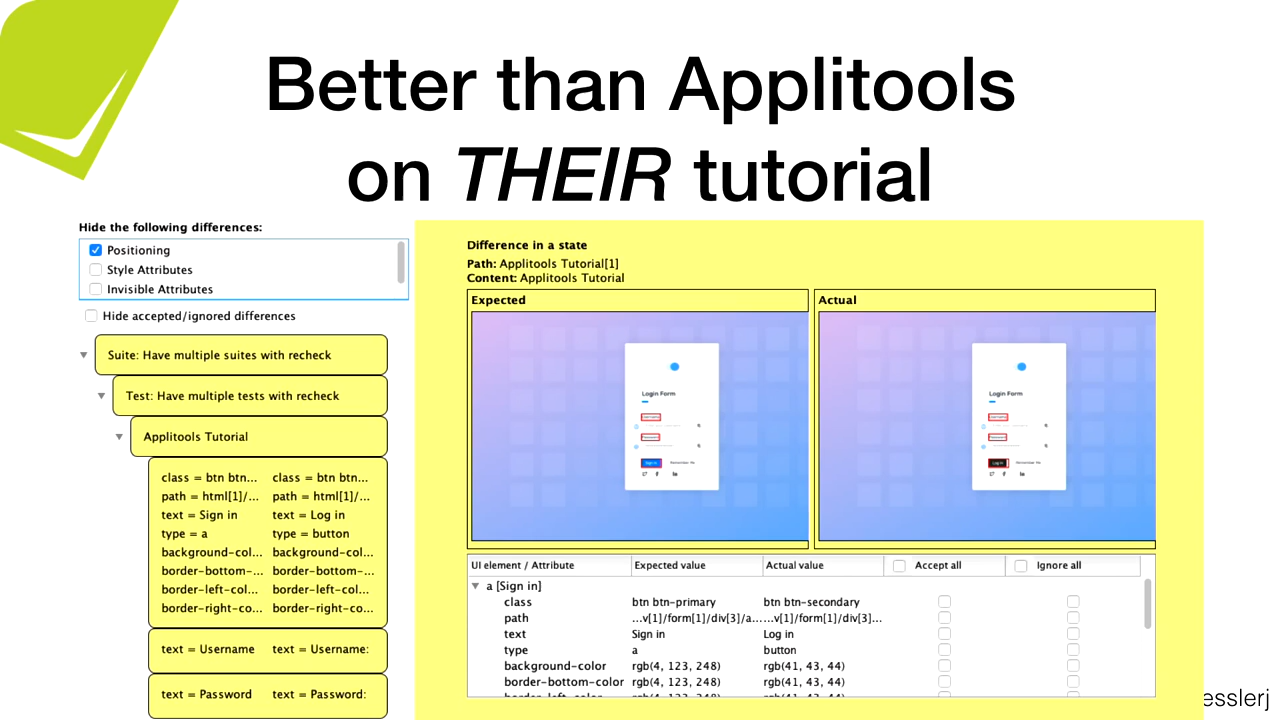 Better than Applitools
on THEIR tutorial
Hide the following differences:
Positioning
Style Attributes
Invisible Attributes
Hide accepted/ignored differences
Suite: Have multiple suites with recheck
Test: Have multiple tests with recheck
Applitools Tutorial
class = btn btn... class = btn btn...
path = html[1]/... path = html[1]/...
text = Sign in text = Log in
type = a type = button
background-col... background-col...
border-bottom-... border-bottom-...
border-left-col... border-left-col...
border-right-co... border-right-co...
text = Username text = Username:
text = Password text = Password:
Difference in a state
Path: Applitools Tutorial[1]
Content: Applitools Tutorial
Expected Actual
Login Form
Sign in Remember Me
Login Form
Log in Remember Me
UI element / Attribute Expected value Actual value Accept all Ignore all
a [Sign in]
class btn btn-primary btn btn-secondary
path ...v[1]/form[1]/div[3]/a... ...v[1]/form[1]/div[3]...
text Sign in Log in
type a button
background-color rgb(4, 123, 248) rgb(41, 43, 44)
border-bottom-color rgb(4, 123, 248) rgb(41, 43, 44)
esslerj